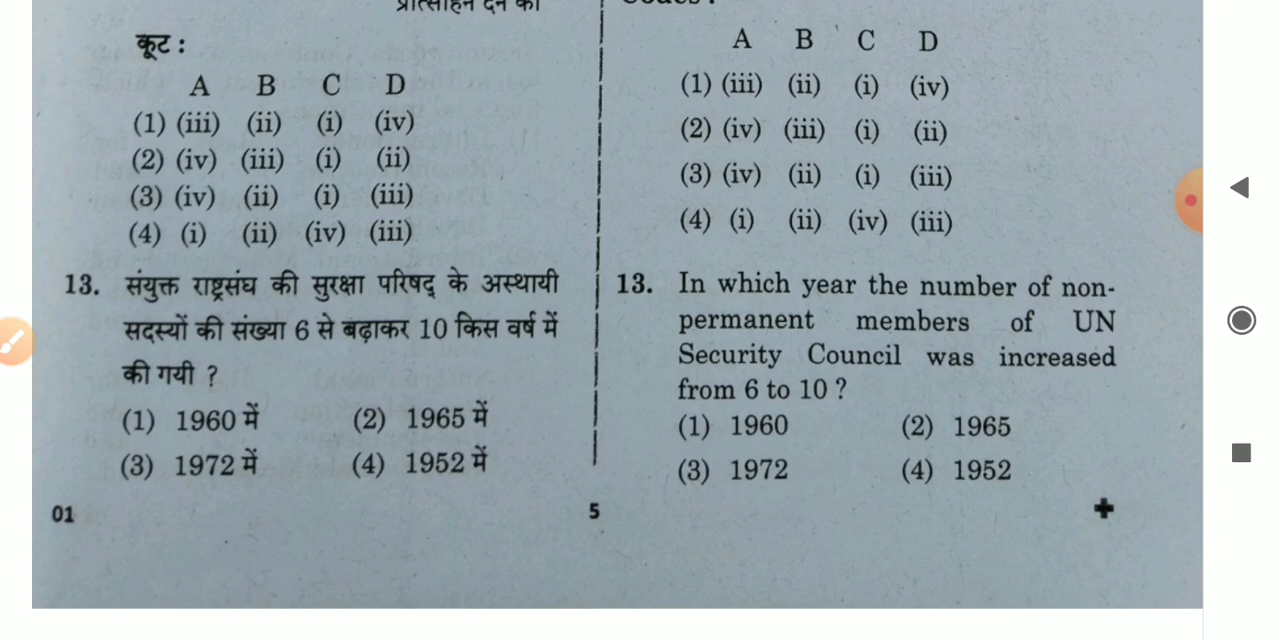 प्रोत्साहन देने का
कूट :
A B C D
(1) (iii) (ii) (i) (iv)
(2) (iv) (iii) (i) (ii)
(3) (iv) (ii) (i) (iii)
(4) (i) (ii) (iv) (iii)
13. संयुक्त राष्ट्रसंघ की सुरक्षा परिषद् के अस्थायी
सदस्यों की संख्या 6 से बढ़ाकर 10 किस वर्ष में
की गयी ?
(1) 1960 में (2) 1965 में
(3) 1972 में (4) 1952 में
01
Codes :
A B C D
(1) (iii) (ii) (i) (iv)
(2) (iv) (iii) (i) (ii)
(3) (iv) (ii) (i) (iii)
(4) (i) (ii) (iv) (iii)
13. In which year the number of non-
permanent members of UN
Security Council was increased
from 6 to 10 ?
(1) 1960 (2) 1965
(3) 1972 (4) 1952
5